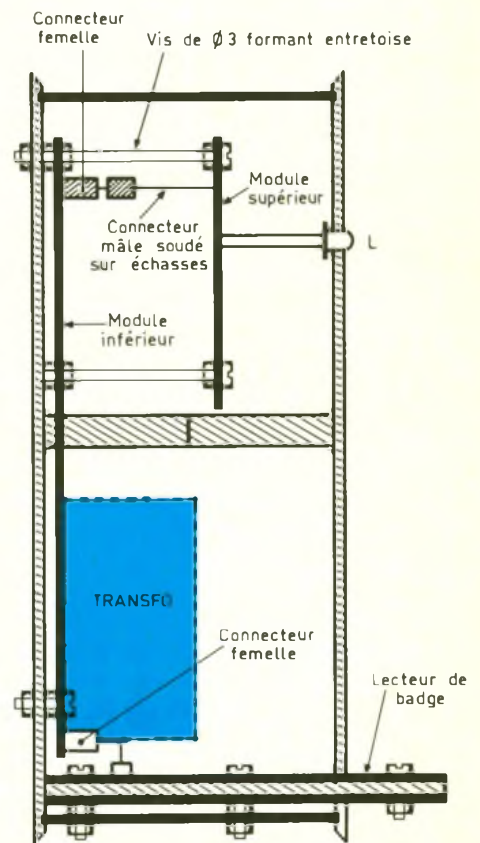 Connecteur
femelle
Vis de Ø3 formant entretoise
Module
supérieur
Connecteur
mâle soudé
sur échasses
L
Module
inférieur
TRANSFO
Connecteur
femelle
Lecteur de
badge